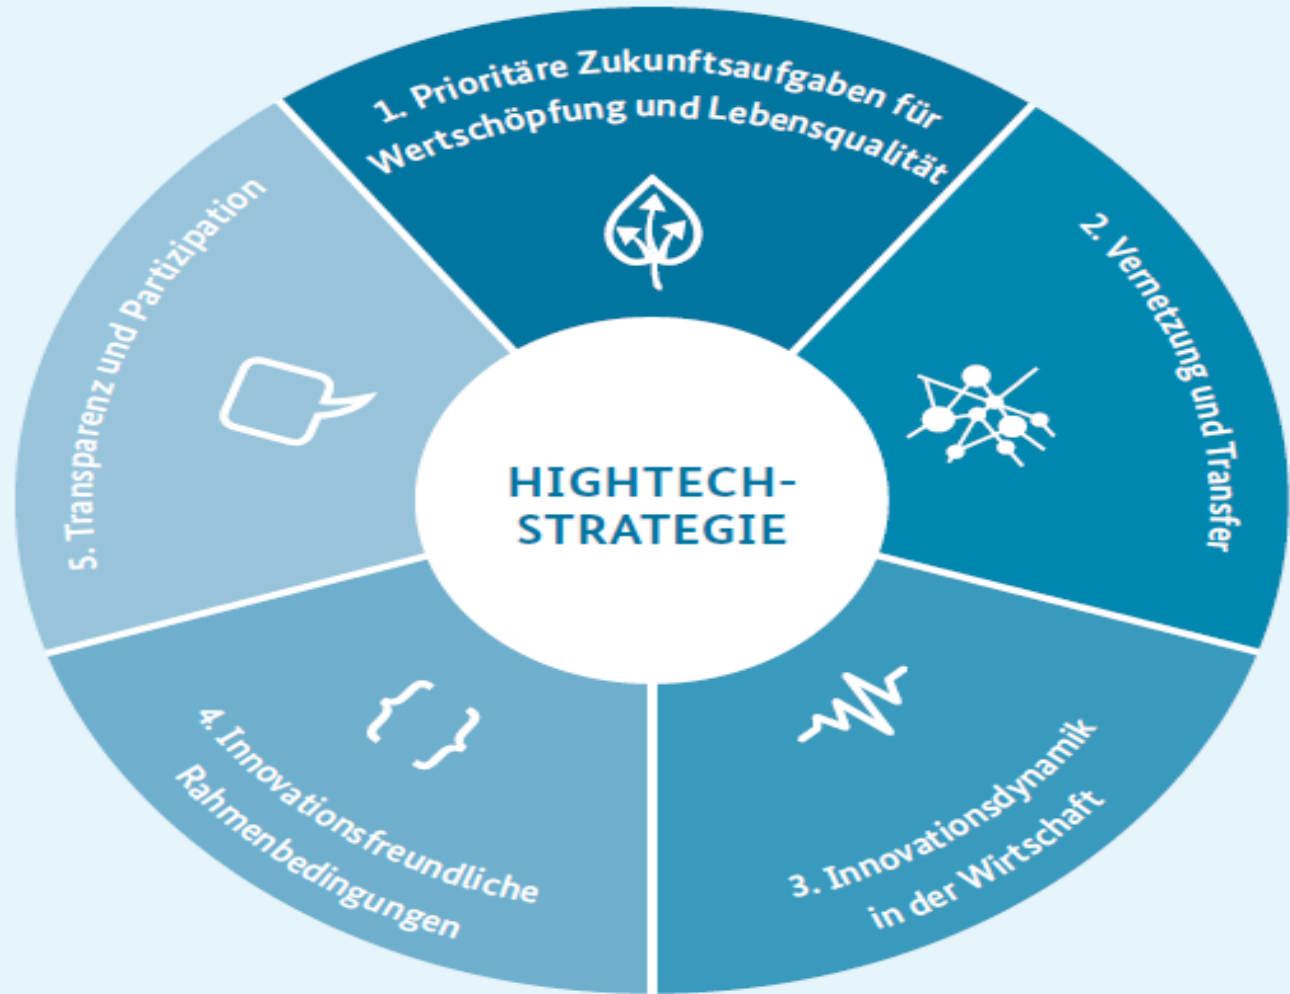 1. Prioritäre Zukunftsaufgaben für
Wertschöpfung und Lebensqualität
2. Vernetzung und Transfer
3. Innovationsdynamik
in der Wirtschaft
4. Innovationsfreundliche
Rahmenbedingungen
5. Transparenz und Partizipation
HIGHTECH-
STRATEGIE